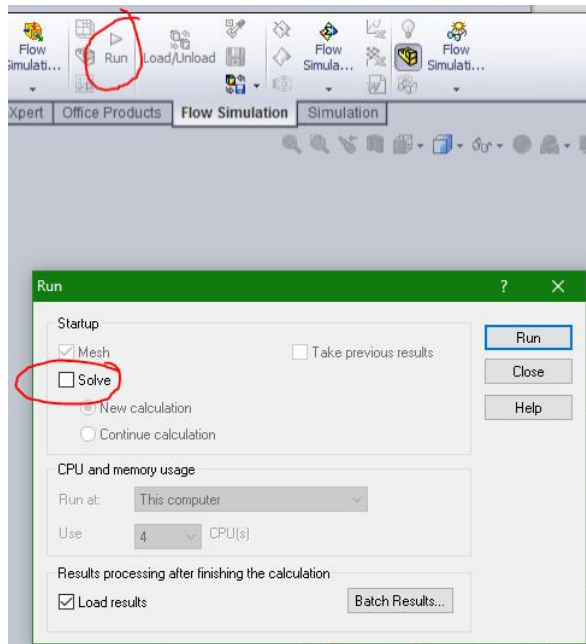 Flow
Simulati...
Run
Load/Unload
Flow
Simula...
Flow
Simulati...
Xpert
Office Products
Flow Simulation
Simulation
Run
?
Startup
Mesh
Take previous results
Solve
New calculation
Continue calculation
Run
Close
Help
CPU and memory usage
Run at:
This computer
Use
4
CPU(s)
Results processing after finishing the calculation
Load results
Batch Results...